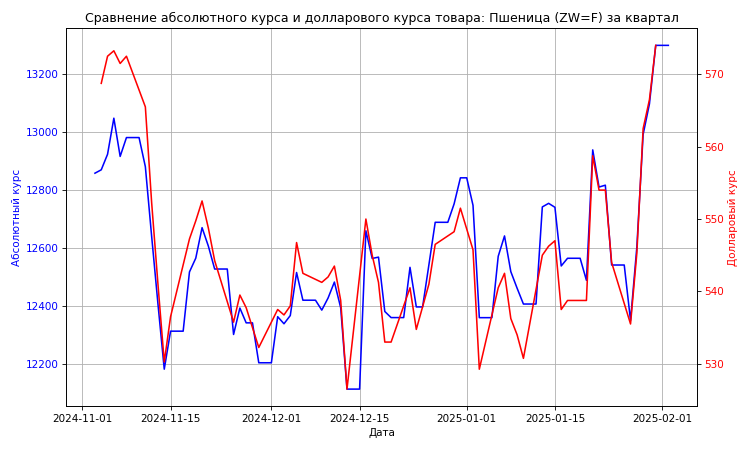 Сравнение абсолютного курса и долларового курса товара: Пшеница (ZW=F) за квартал
Абсолютный курс
13200
13000
12800
12600
12400
12200
570
560
550
540
530
Долларовый курс
2024-11-01 2024-11-15 2024-12-01 2024-12-15 2025-01-01 2025-01-15 2025-02-01
Дата